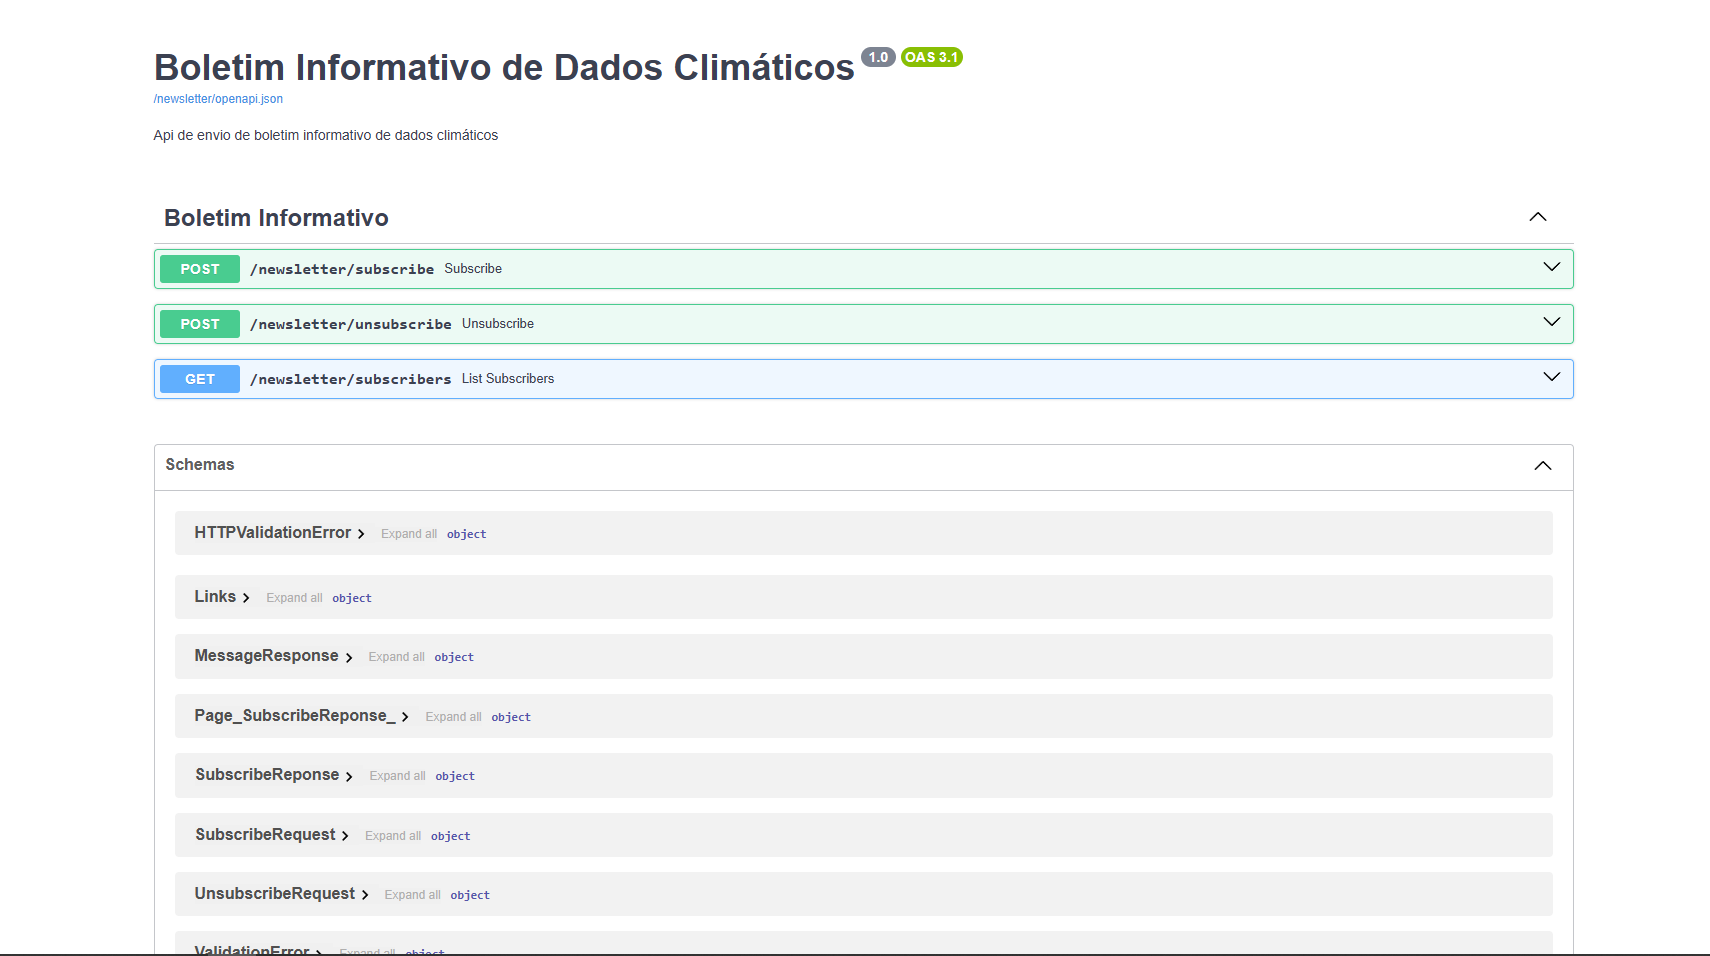 Boletim Informativo de Dados Climáticos 1.0 OAS 3.1
/newsletter/openapi.json
Api de envio de boletim informativo de dados climáticos
Boletim Informativo
POST /newsletter/subscribe Subscribe
POST /newsletter/unsubscribe Unsubscribe
GET /newsletter/subscribers List Subscribers
Schemas
HTTPValidationError Expand all object
Links Expand all object
MessageResponse Expand all object
Page_SubscribeReponse_ Expand all object
SubscribeReponse Expand all object
SubscribeRequest Expand all object
UnsubscribeRequest Expand all object
ValidationError Expand all object